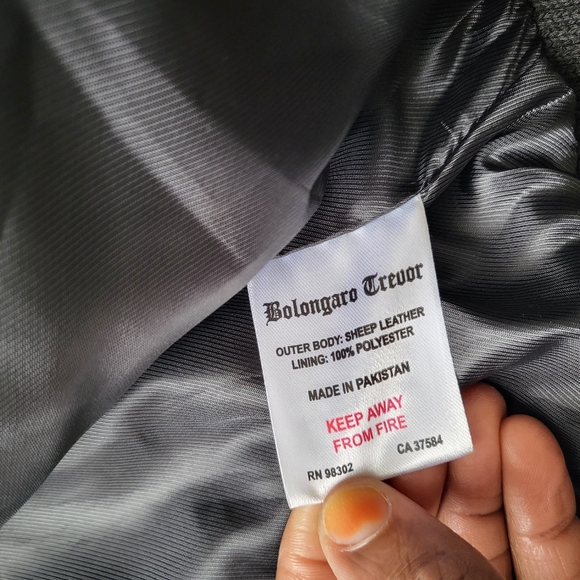 Bolongaro Trevor
OUTER BODY: SHEEP LEATHER
LINING: 100% POLYESTER
MADE IN PAKISTAN
KEEP AWAY
FROM FIRE
RN 98302 CA 37584